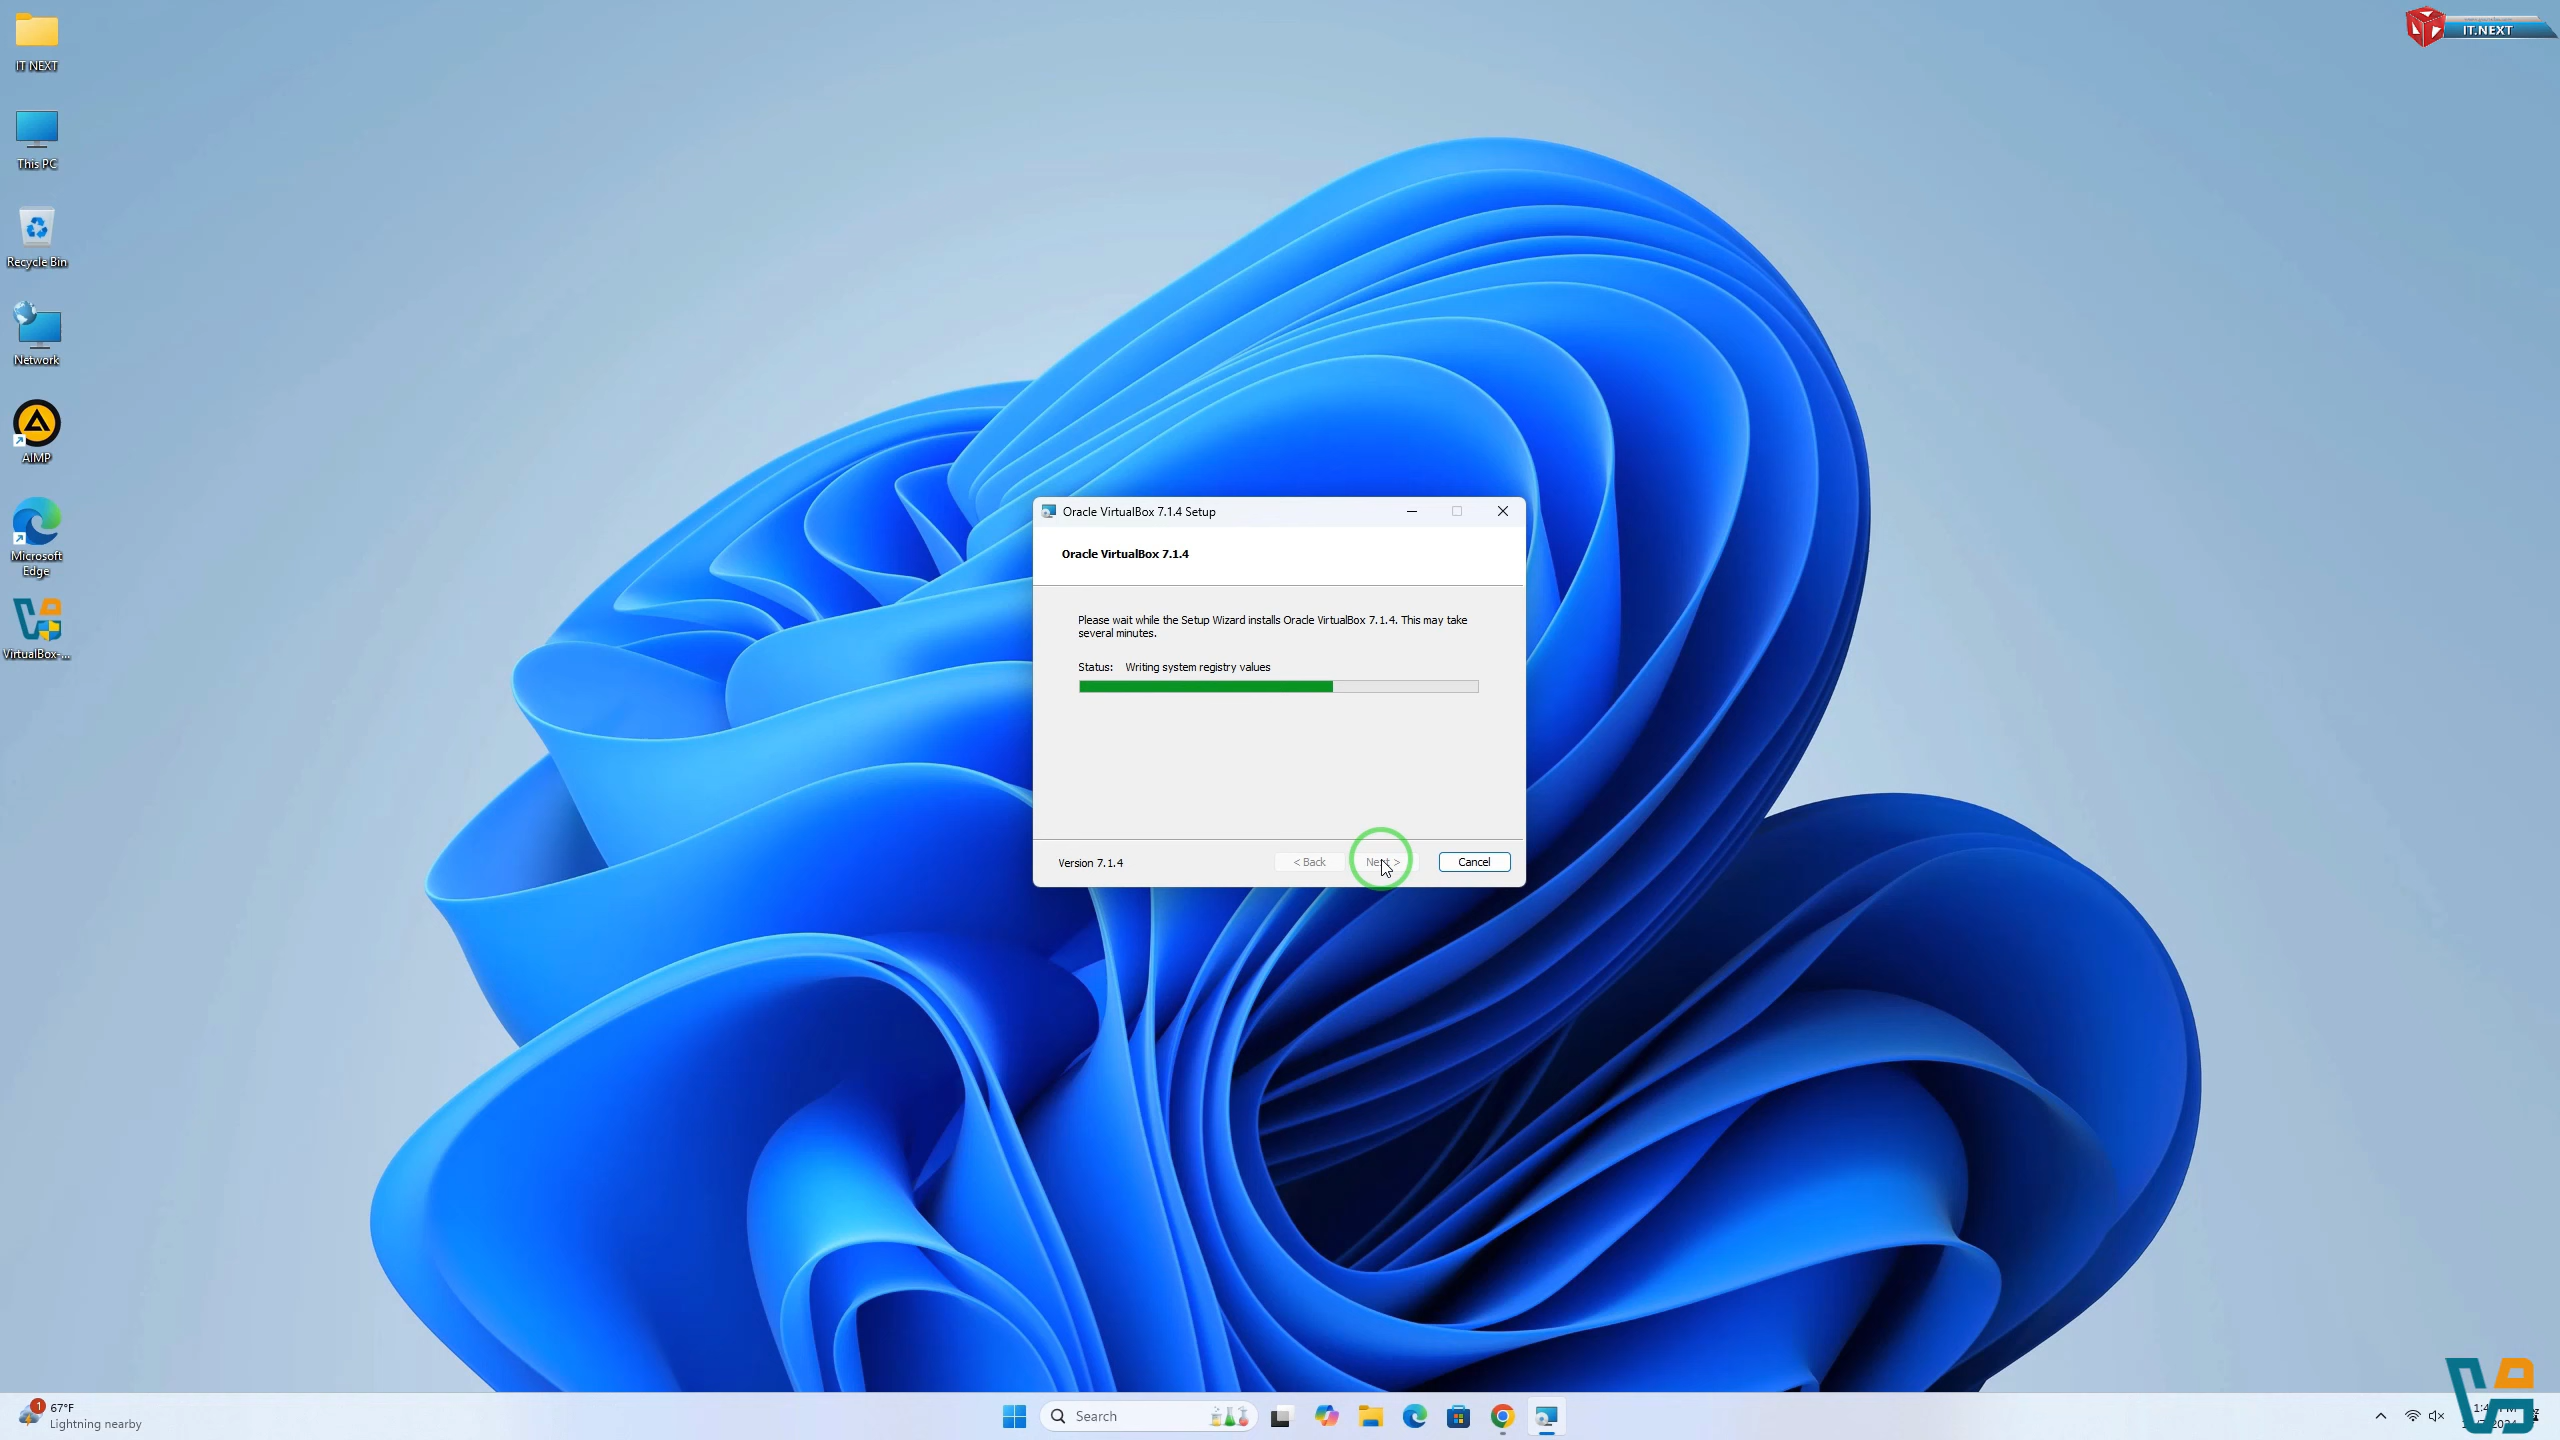 IT NEXT
This PC
Recycle Bin
Network
AIMP
Microsoft
Edge
VirtualBox-...
IT.NEXT
Oracle VirtualBox 7.1.4 Setup
Oracle VirtualBox 7.1.4
Please wait while the Setup Wizard installs Oracle VirtualBox 7.1.4. This may take
several minutes.
Status: Writing system registry values
Version 7.1.4
< Back
Next >
Cancel
1
67°F
Lightning nearby
Search